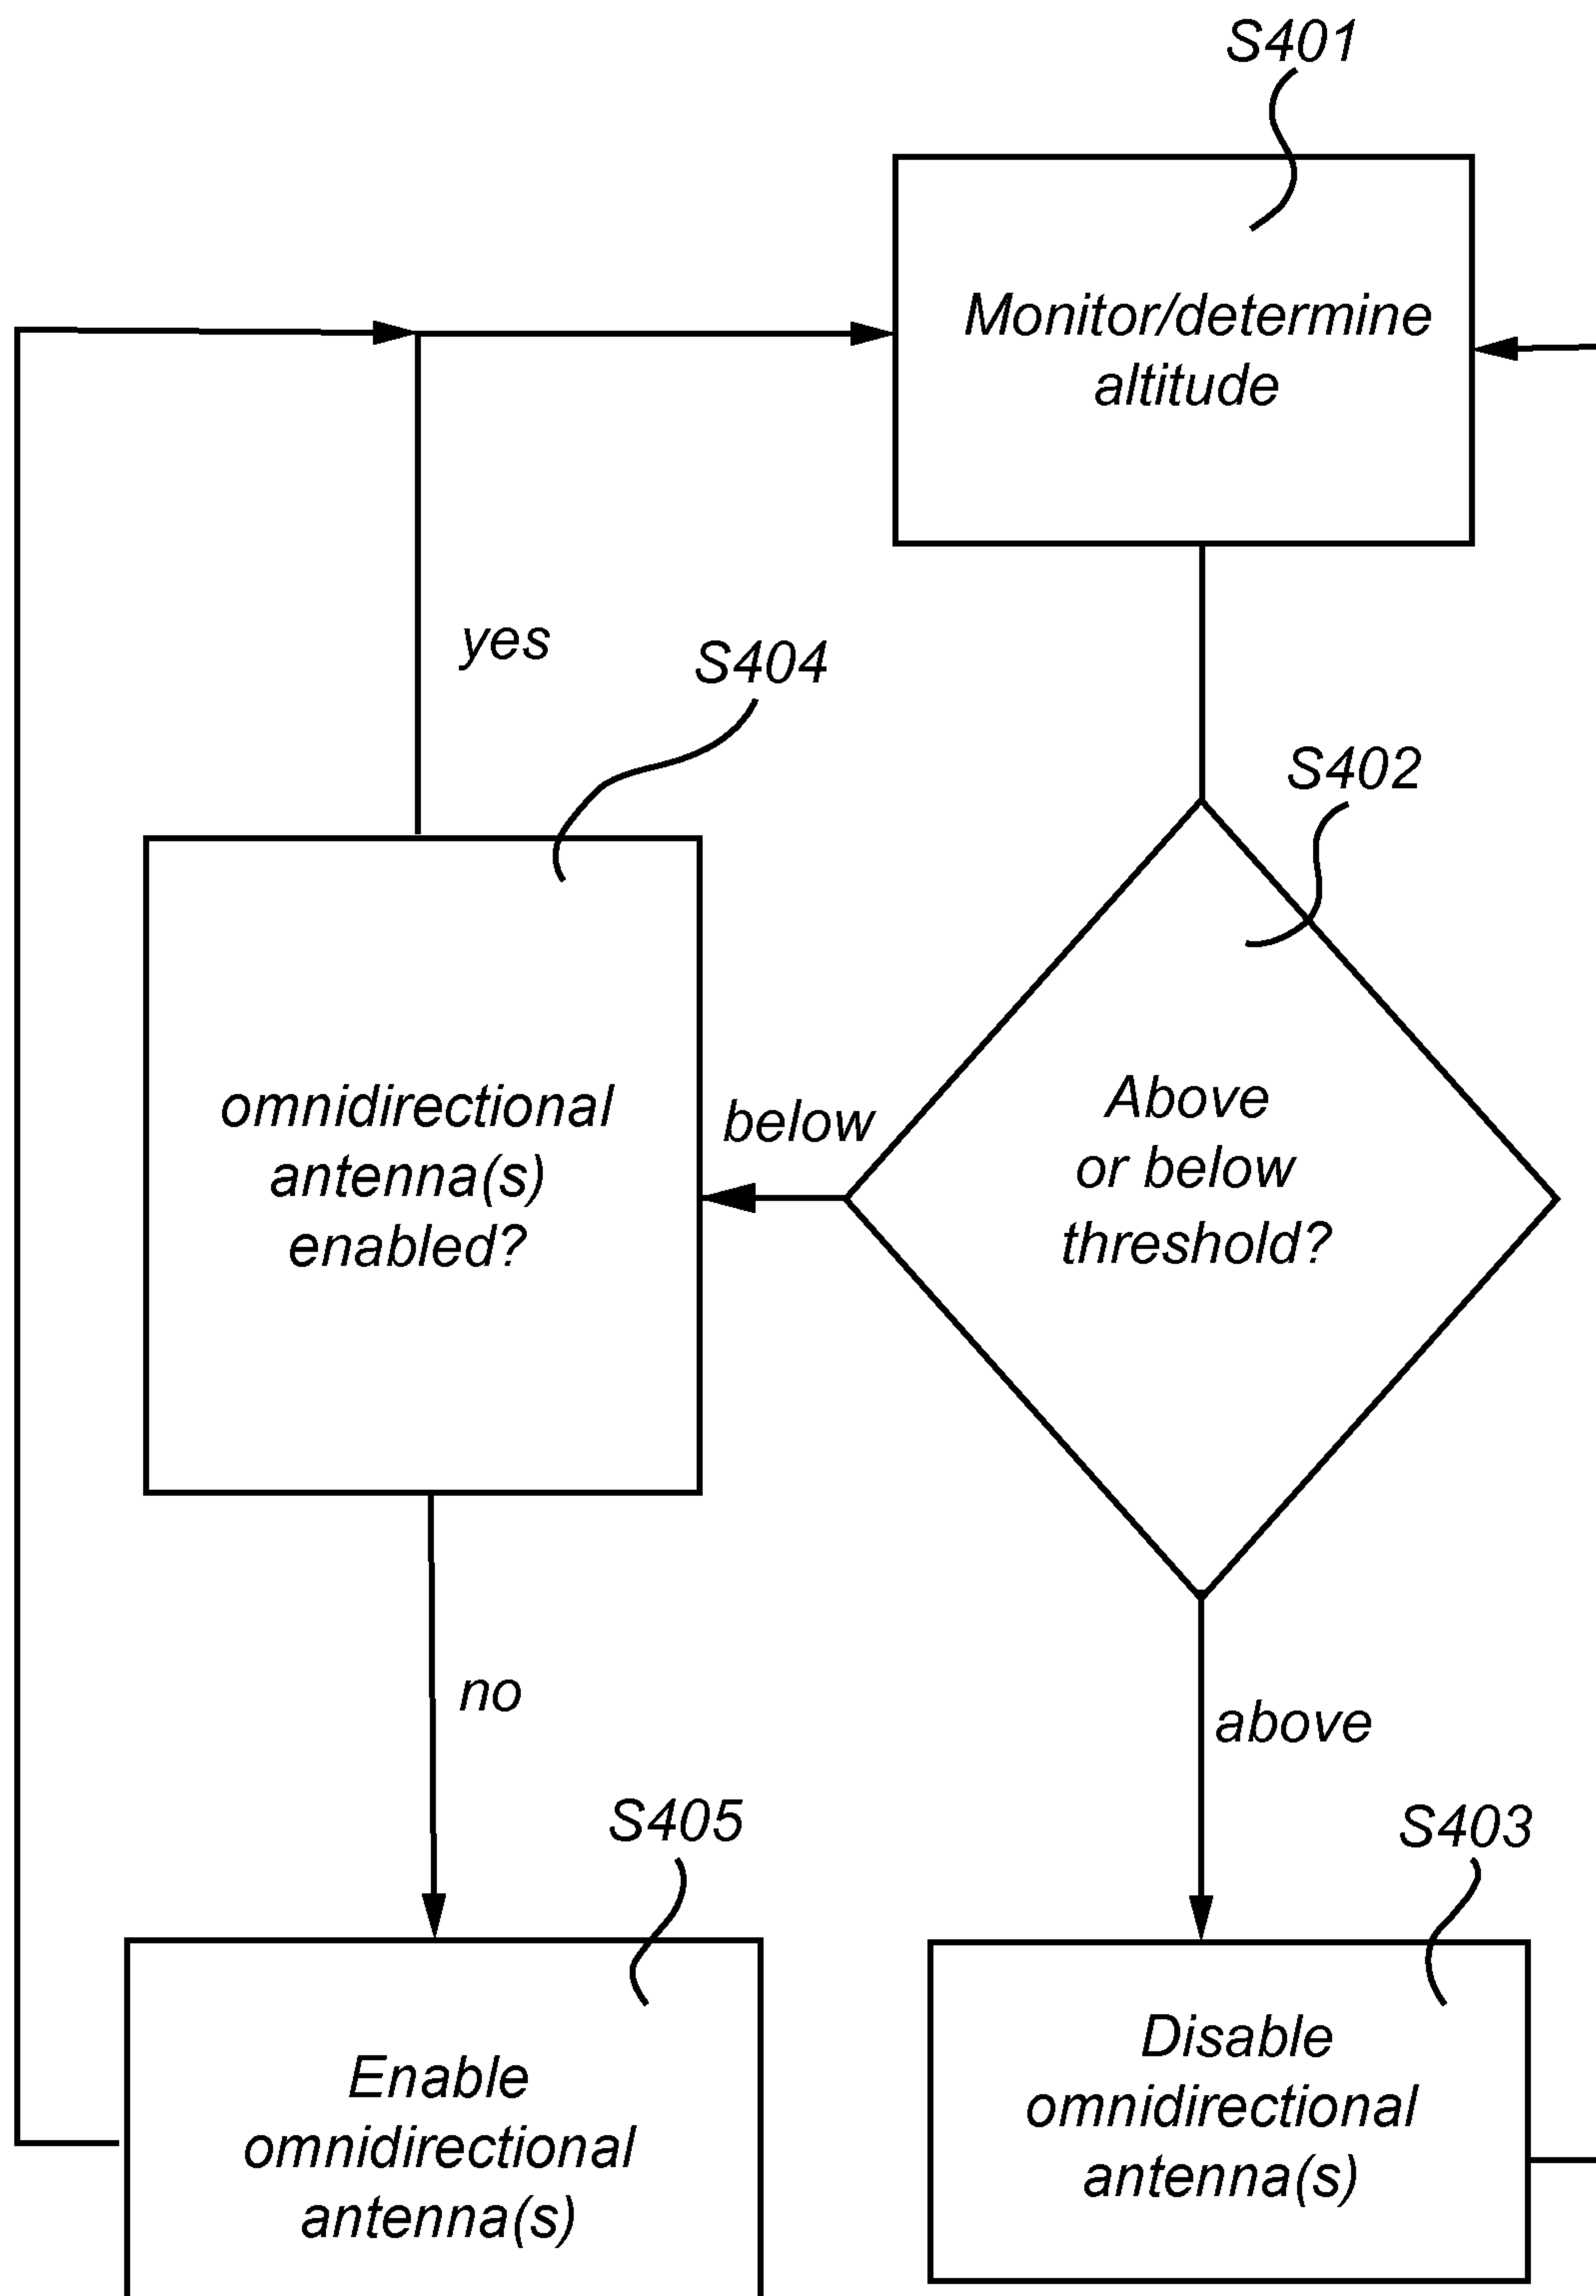 S401
Monitor/determine
altitude
yes
S404
S402
omnidirectional
antenna(s)
enabled?
below
Above
or below
threshold?
no
above
S405
S403
Enable
omnidirectional
antenna(s)
Disable
omnidirectional
antenna(s)